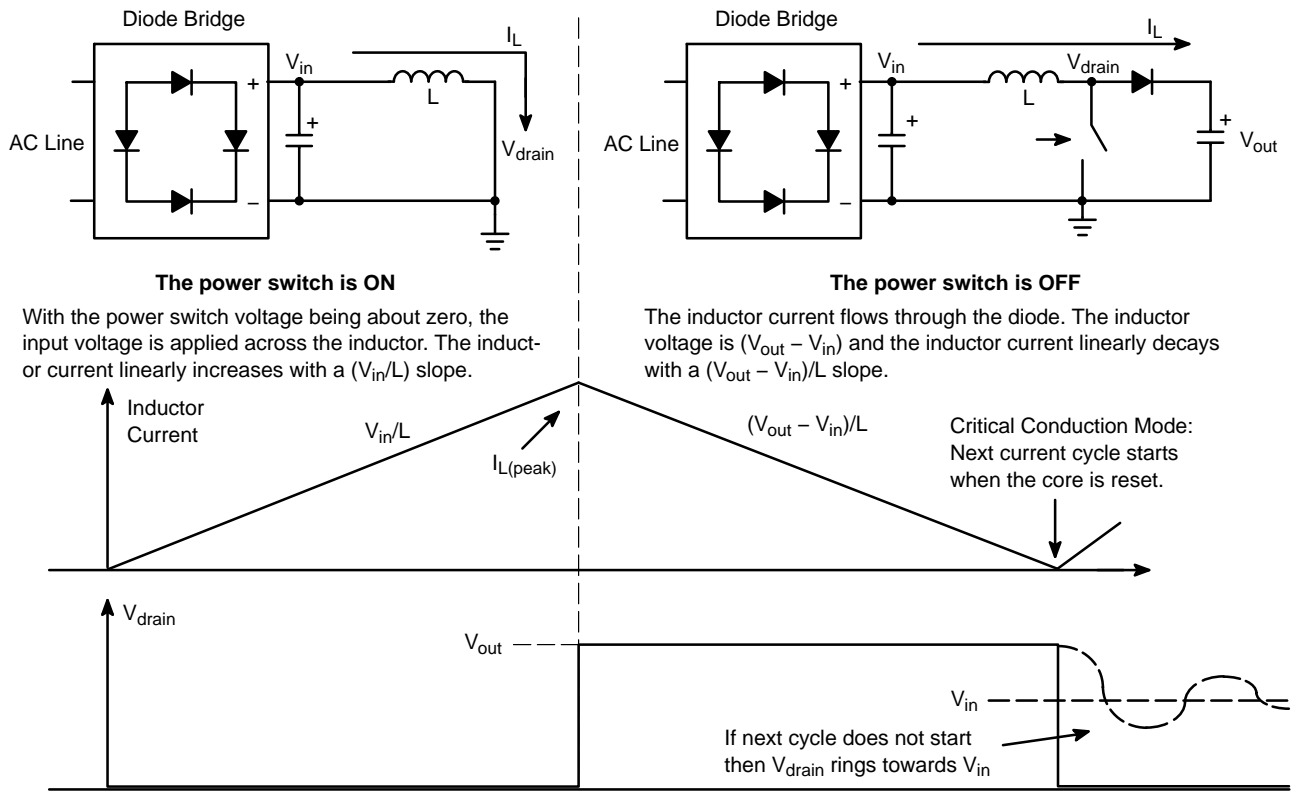 Diode Bridge
AC Line
+
−
V_in
+
L
I_L
V_drain
The power switch is ON
With the power switch voltage being about zero, the
input voltage is applied across the inductor. The induct-
or current linearly increases with a (V_in/L) slope.
Diode Bridge
AC Line
+
−
V_in
+
L
I_L
V_drain
+
V_out
The power switch is OFF
The inductor current flows through the diode. The inductor
voltage is (V_out − V_in) and the inductor current linearly decays
with a (V_out − V_in)/L slope.
Inductor
Current
V_in/L
I_L(peak)
(V_out − V_in)/L
Critical Conduction Mode:
Next current cycle starts
when the core is reset.
V_drain
V_out
V_in
If next cycle does not start
then V_drain rings towards V_in